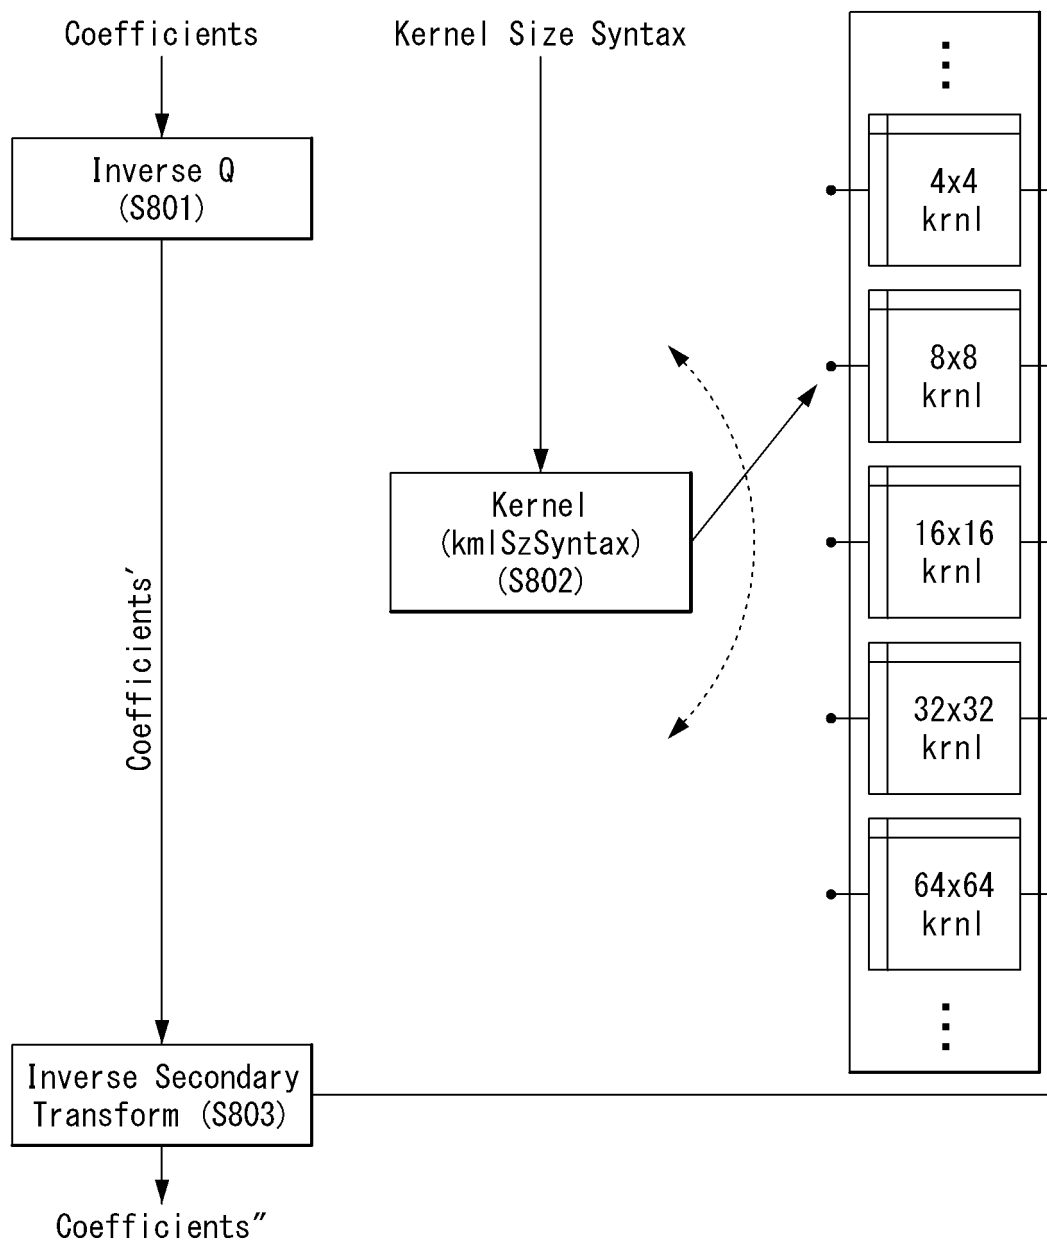 Coefficients
Kernel Size Syntax
Inverse Q
(S801)
Coefficients'
Kernel
(kmlSzSyntax)
(S802)
4x4
krnl
8x8
krnl
16x16
krnl
32x32
krnl
64x64
krnl
Inverse Secondary
Transform (S803)
Coefficients"